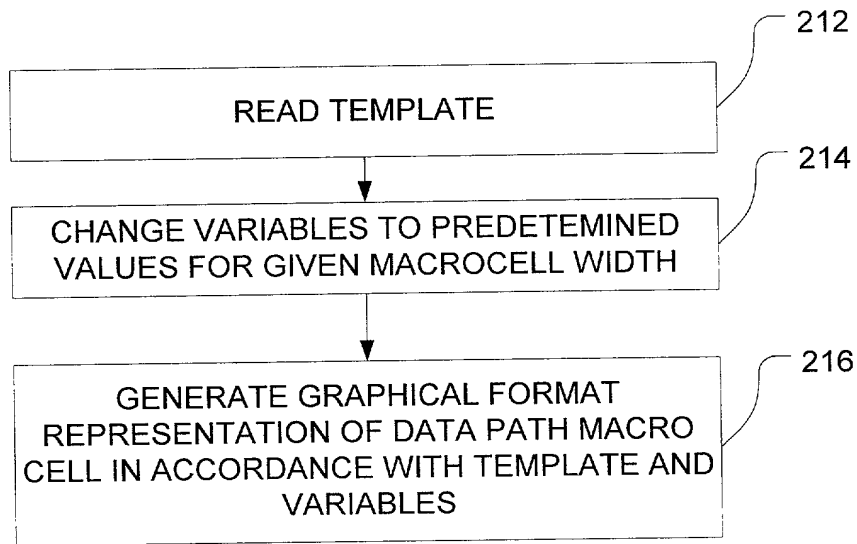 212
READ TEMPLATE
214
CHANGE VARIABLES TO PREDETEMINED
VALUES FOR GIVEN MACROCELL WIDTH
216
GENERATE GRAPHICAL FORMAT
REPRESENTATION OF DATA PATH MACRO
CELL IN ACCORDANCE WITH TEMPLATE AND
VARIABLES